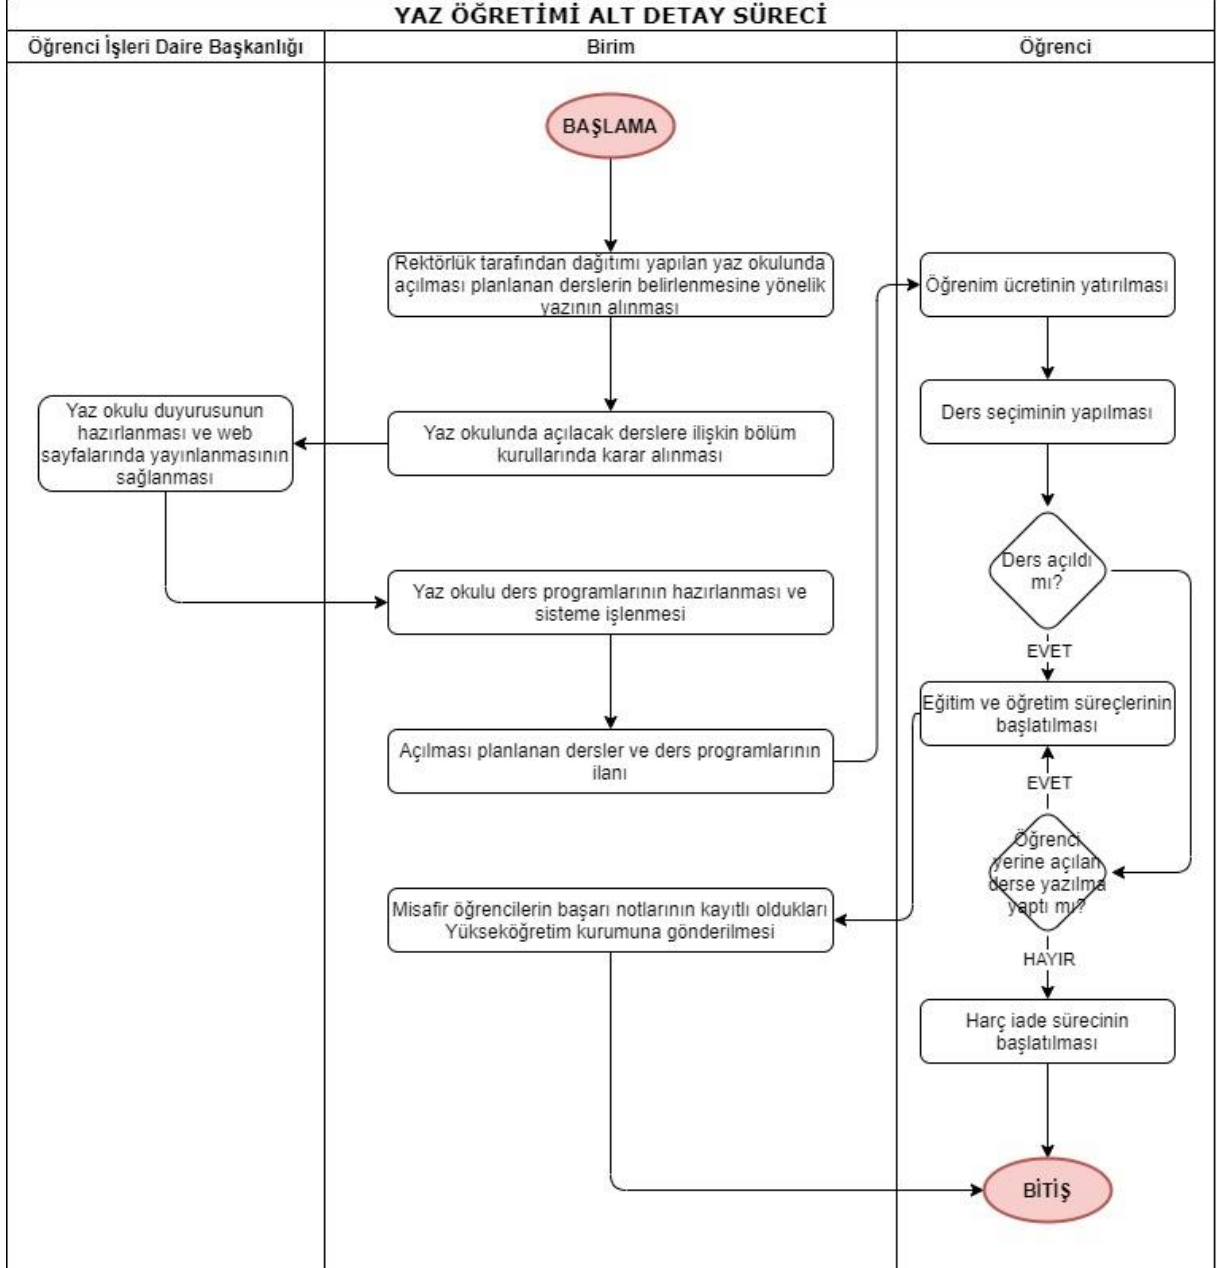 YAZ ÖĞRETİMİ ALT DETAY SÜRECİ
Öğrenci İşleri Daire Başkanlığı
Birim
Öğrenci
BAŞLAMA
Rektörlük tarafından dağıtımı yapılan yaz okulunda
açılması planlanan derslerin belirlenmesine yönelik
yazının alınması
Öğrenim ücretinin yatırılması
Ders seçiminin yapılması
Yaz okulu duyurusunun
hazırlanması ve web
sayfalarında yayınlanmasının
sağlanması
Yaz okulunda açılacak derslere ilişkin bölüm
kurullarında karar alınması
Ders açıldı
mı?
Yaz okulu ders programlarının hazırlanması ve
sisteme işlenmesi
EVET
Eğitim ve öğretim süreçlerinin
başlatılması
Açılması planlanan dersler ve ders programlarının
ilanı
EVET
Öğrenci
yerine açılan
derse yazılma
yaptı mı?
Misafir öğrencilerin başarı notlarının kayıtlı oldukları
Yükseköğretim kurumuna gönderilmesi
HAYIR
Harç iade sürecinin
başlatılması
BİTİŞ